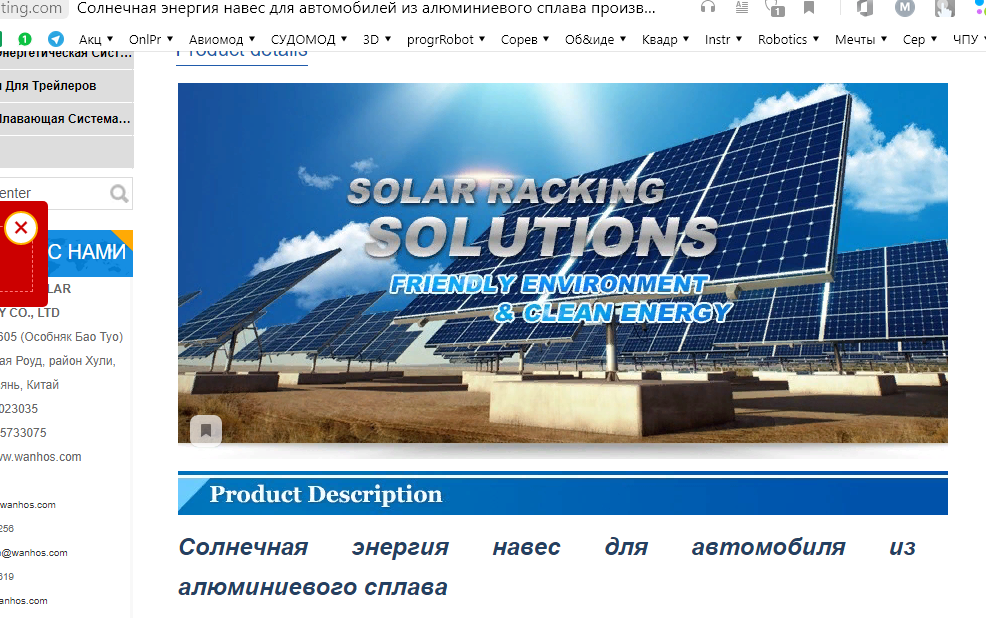 ting.com
Солнечная энергия навес для автомобилей из алюминиевого сплава произв...
1
M
1
Акц
OnlPr
Авиомод
СУДОМОД
3D
progrRobot
Сорев
Об&иде
Квадр
Instr
Robotics
Мечты
Сер
ЧПУ
Product details
нергетическая Сист...
Для Трейлеров
Плавающая Система...
enter
С НАМИ
LAR
Y CO., LTD
605 (Особняк Бао Туо)
ая Роуд, район Хули,
янь, Китай
023035
5733075
ww.wanhos.com
wanhos.com
256
@wanhos.com
619
anhos.com
SOLAR RACKING
SOLUTIONS
FRIENDLY ENVIRONMENT
& CLEAN ENERGY
Product Description
Солнечная энергия навес для автомобиля из
алюминиевого сплава